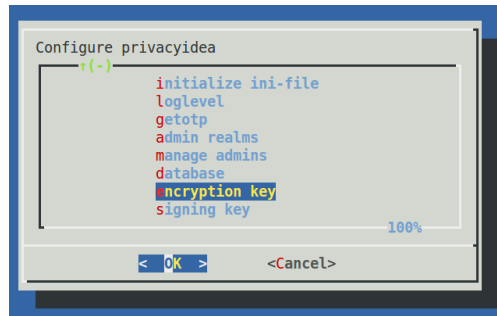 Configure privacyidea
↑(-)
initialize ini-file
loglevel
getotp
admin realms
manage admins
database
encryption key
signing key
100%
<  OK  > <Cancel>